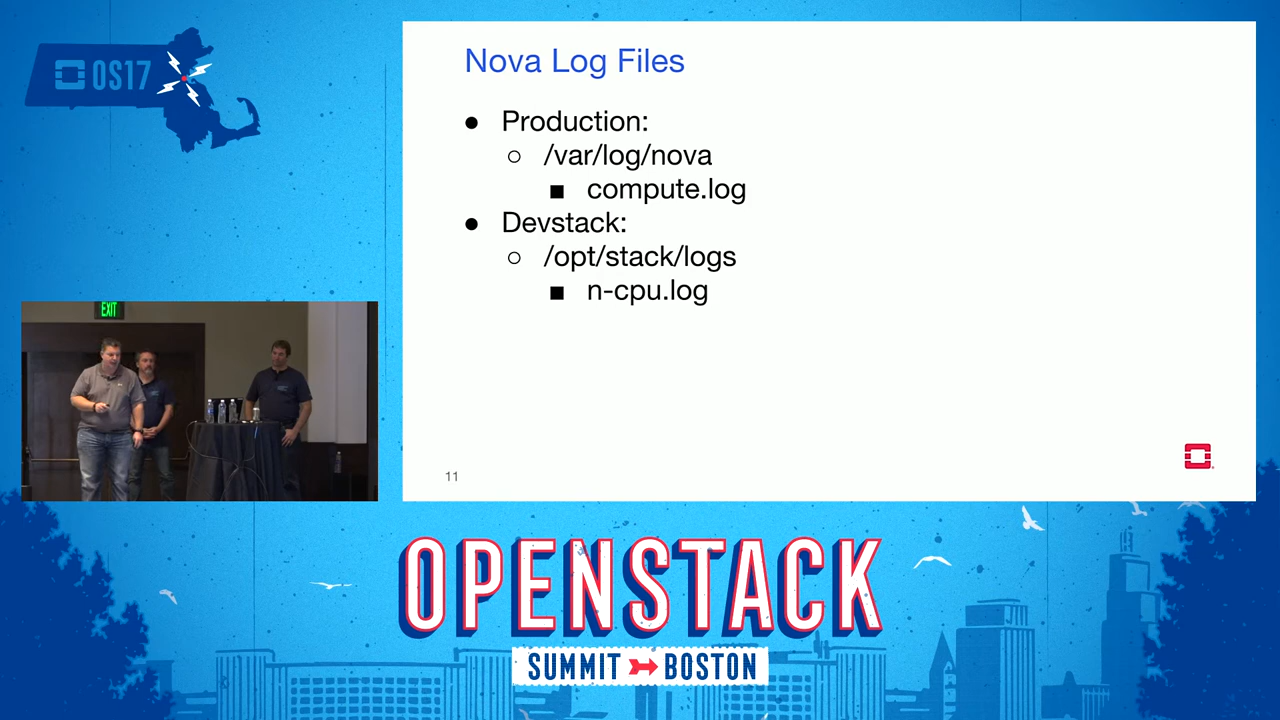 OS17
Nova Log Files
● Production:
○ /var/log/nova
■ compute.log
● Devstack:
○ /opt/stack/logs
■ n-cpu.log
11
EXIT
OPENSTACK
SUMMIT BOSTON